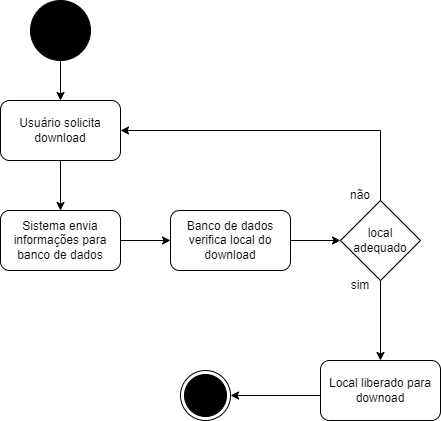 Usuário solicita
download
não
Sistema envia
informações para
banco de dados
Banco de dados
verifica local do
download
local
adequado
sim
Local liberado para
downoad